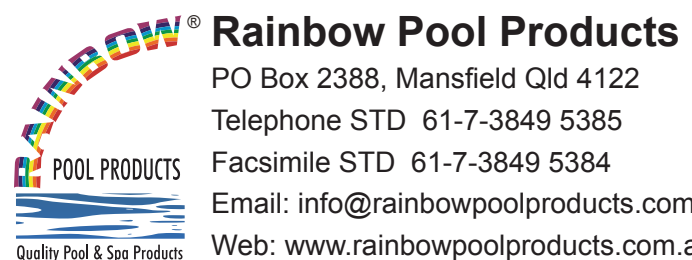 RAINBOW®
POOL PRODUCTS
Quality Pool & Spa Products
Rainbow Pool Products
PO Box 2388, Mansfield Qld 4122
Telephone STD 61-7-3849 5385
Facsimile STD 61-7-3849 5384
Email: info@rainbowpoolproducts.com
Web: www.rainbowpoolproducts.com.a